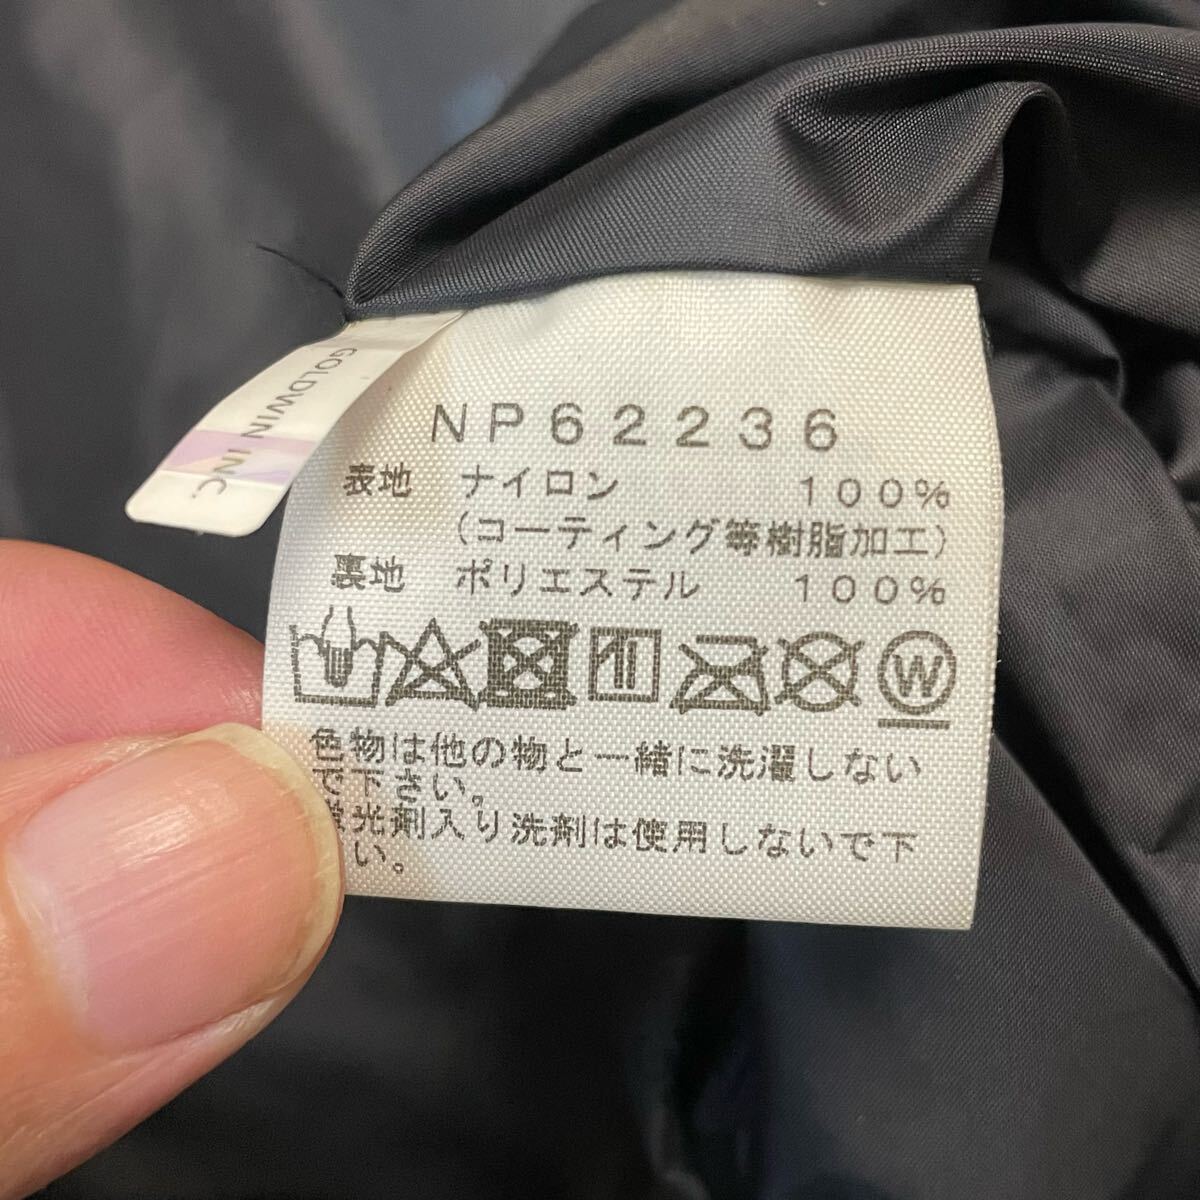 GOLDWIN INC.
NP62236
表地 ナイロン 100%
(コーティング等樹脂加工)
裏地 ポリエステル 100%
W
色物は他の物と一緒に洗濯しない
で下さい。
光剤入り洗剤は使用しないで下
い。